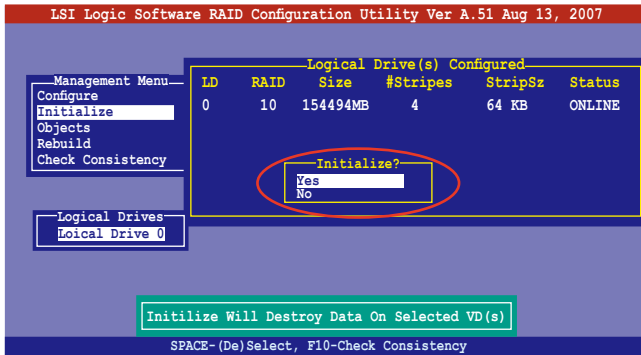 LSI Logic Software RAID Configuration Utility Ver A.51 Aug 13, 2007
Logical Drive(s) Configured
LD RAID Size #Stripes StripSz Status
0 10 154494MB 4 64 KB ONLINE
Management Menu
Configure
Initialize
Objects
Rebuild
Check Consistency
Initialize?
Yes
No
Logical Drives
Loical Drive 0
Initilize Will Destroy Data On Selected VD(s)
SPACE-(De)Select, F10-Check Consistency